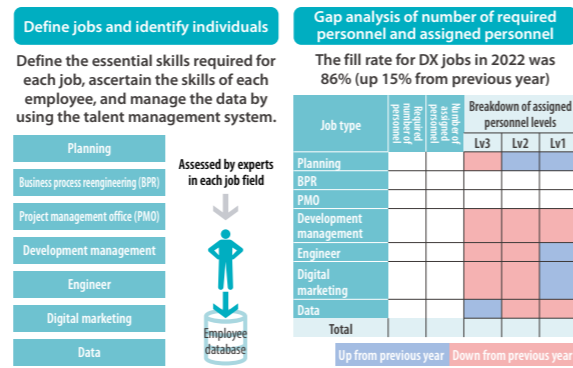 Define jobs and identify individuals
Define the essential skills required for
each job, ascertain the skills of each
employee, and manage the data by
using the talent management system.
Planning
Business process reengineering (BPR)
Project management office (PMO)
Development management
Engineer
Digital marketing
Data
Assessed by experts
in each job field
Employee
database
Gap analysis of number of required
personnel and assigned personnel
The fill rate for DX jobs in 2022 was
86% (up 15% from previous year)
Job type
Required
number of
personnel
Number of
assigned
personnel
Breakdown of assigned
personnel levels
Lv3
Lv2
Lv1
Planning
BPR
PMO
Development
management
Engineer
Digital
marketing
Data
Total
Up from previous year
Down from previous year